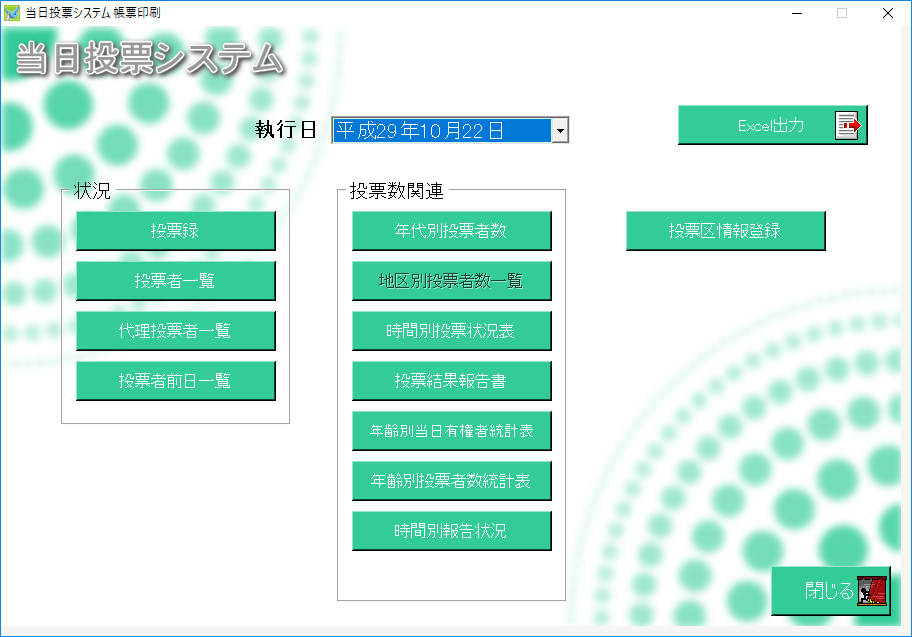 当日投票システム 帳票印刷
当日投票システム
執行日
平成29年10月22日
Excel出力
状況
投票録
投票者一覧
代理投票者一覧
投票者前日一覧
投票数関連
年代別投票者数
地区別投票者数一覧
時間別投票状況表
投票結果報告書
年齢別当日有権者統計表
年齢別投票者数統計表
時間別報告状況
投票区情報登録
閉じる